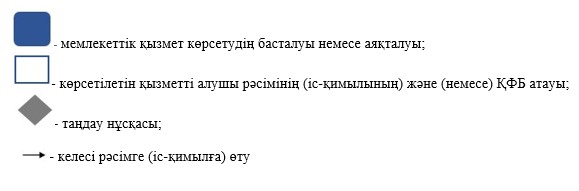 - мемлекеттік қызмет көрсетудің басталуы немесе аяқталуы;
- көрсетілетін қызметті алушы рәсімінің (іс-қимылының) және (немесе) ҚФБ атауы;
- таңдау нұсқасы;
- келесі рәсімге (іс-қимылға) өту